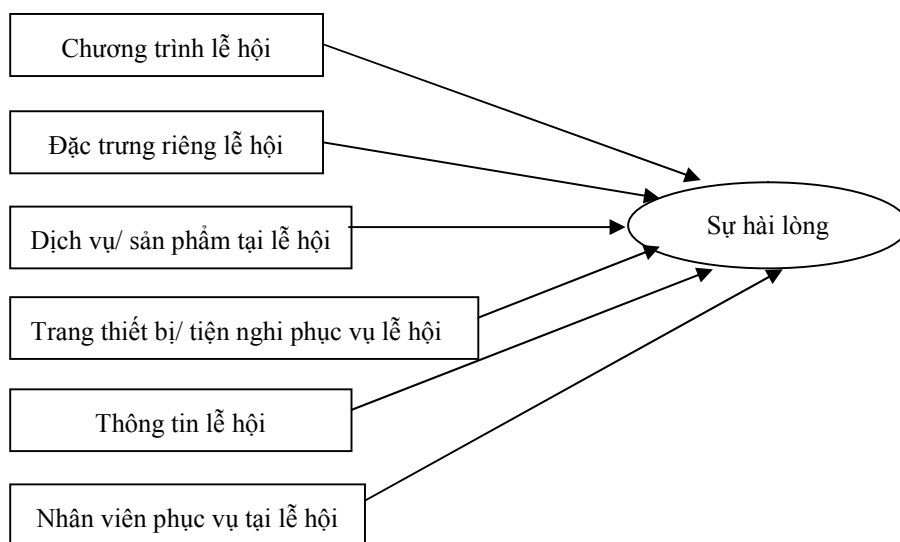 Chương trình lễ hội
Đặc trưng riêng lễ hội
Dịch vụ/ sản phẩm tại lễ hội
Sự hài lòng
Trang thiết bị/ tiện nghi phục vụ lễ hội
Thông tin lễ hội
Nhân viên phục vụ tại lễ hội